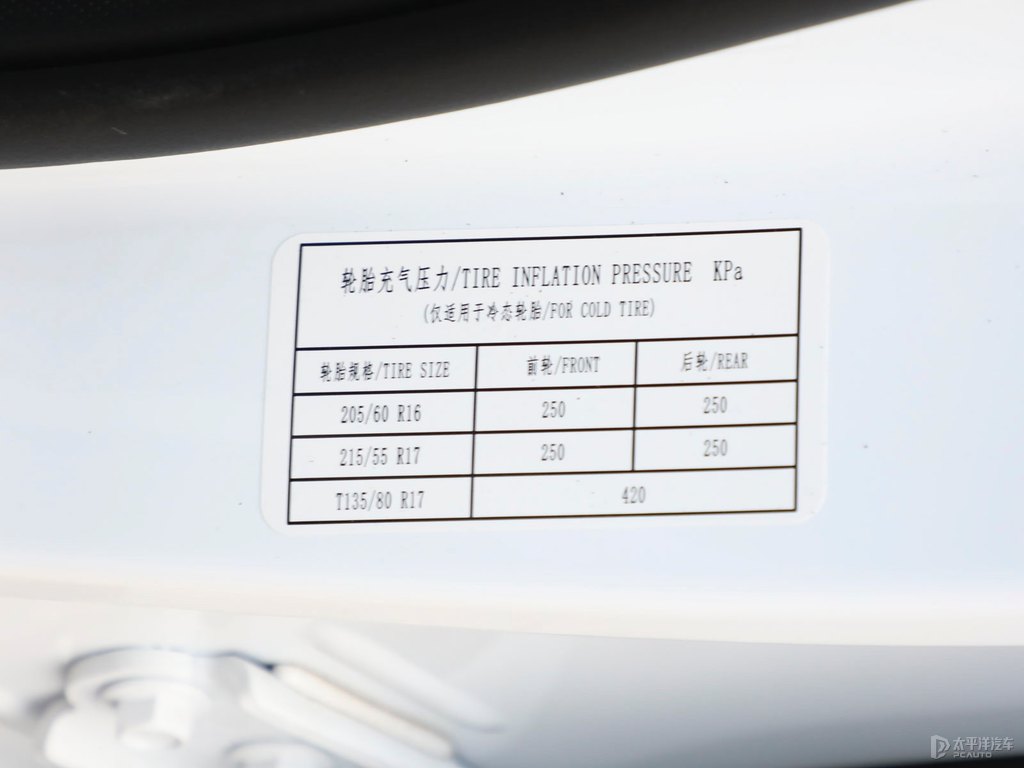 轮胎充气压力/TIRE INFLATION PRESSURE KPa
(仅适用于冷态轮胎/FOR COLD TIRE)
轮胎规格/TIRE SIZE 前轮/FRONT 后轮/REAR
205/60 R16 250 250
215/55 R17 250 250
T135/80 R17 420
太平洋汽车
PCAUTO